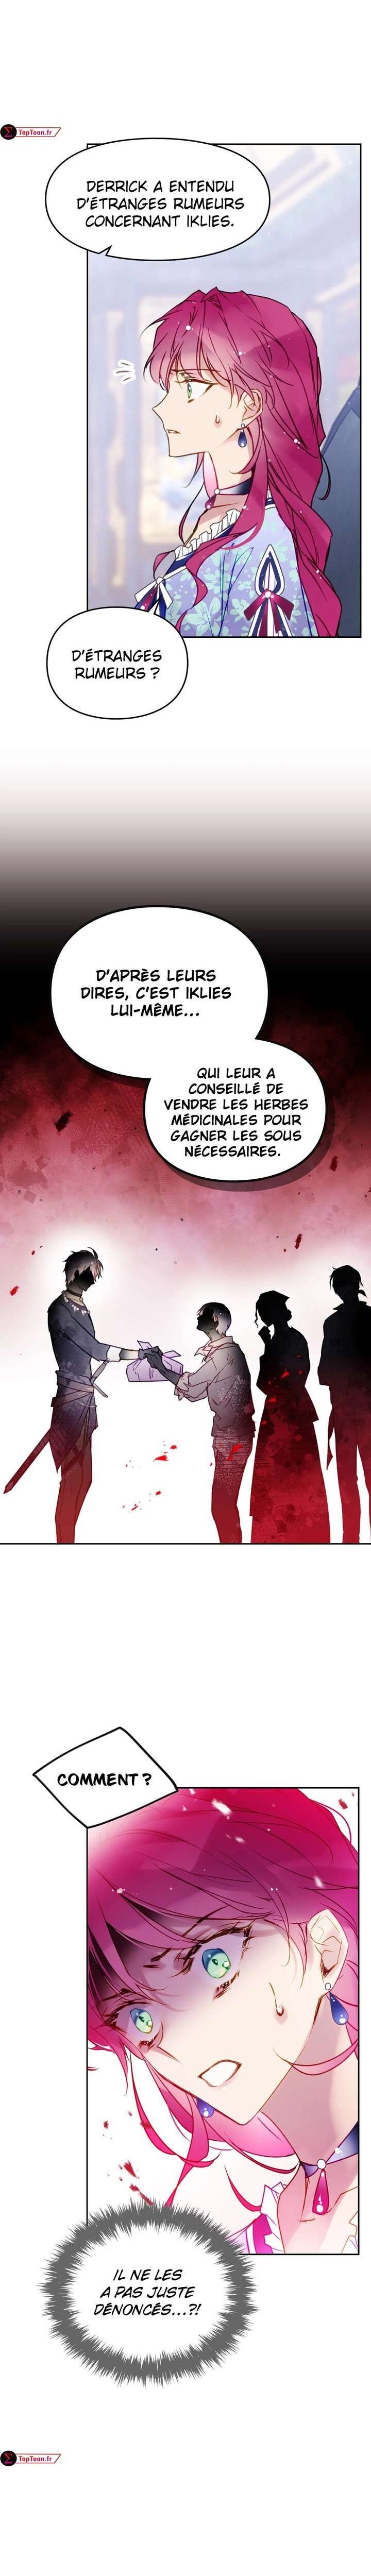 TopToon.fr
DERRICK A ENTENDU
D'ÉTRANGES RUMEURS
CONCERNANT IKLIES.
D'ÉTRANGES
RUMEURS ?
D'APRÈS LEURS
DIRES, C'EST IKLIES
LUI-MÊME...
QUI LEUR A
CONSEILLÉ DE
VENDRE LES HERBES
MÉDICINALES POUR
GAGNER LES SOUS
NÉCESSAIRES.
COMMENT ?
IL NE LES
A PAS JUSTE
DÉNONCÉS...?!
TopToon.fr